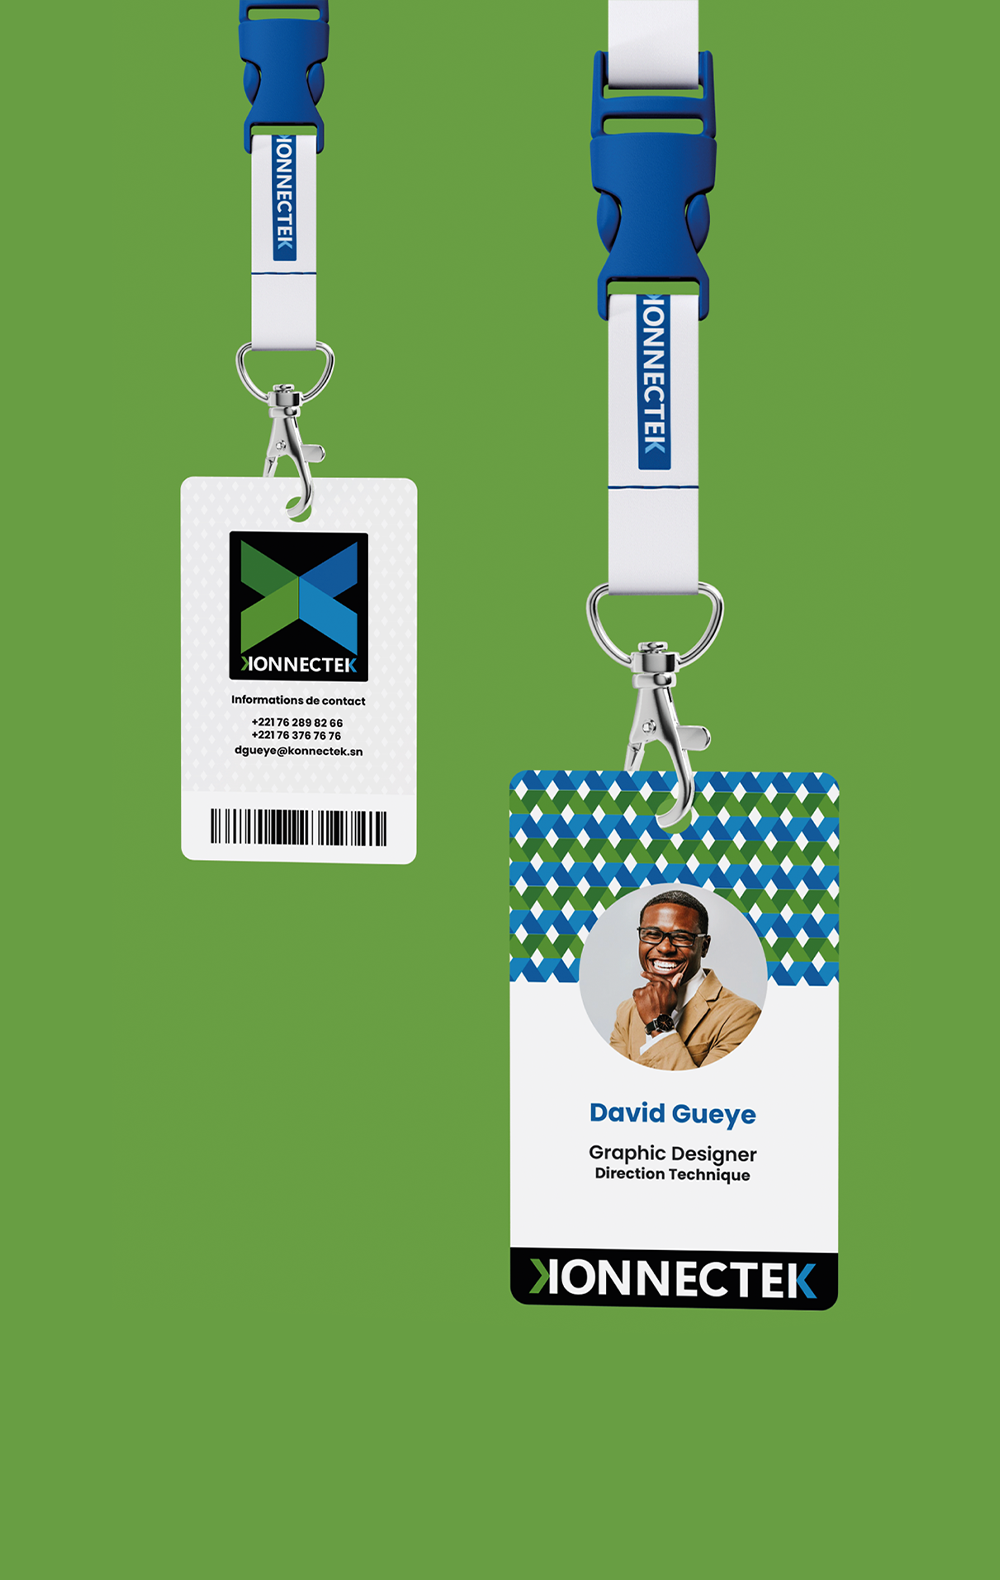 KONNECTEK
KONNECTEK
KONNECTEK
Informations de contact
+221 76 289 82 66
+221 76 376 76 76
dgueye@konnectek.sn
David Gueye
Graphic Designer
Direction Technique
KONNECTEK